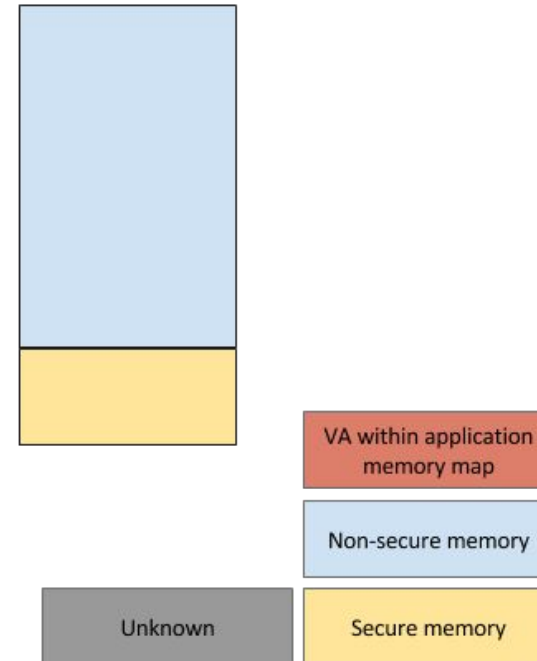 VA within application
memory map
Non-secure memory
Unknown
Secure memory